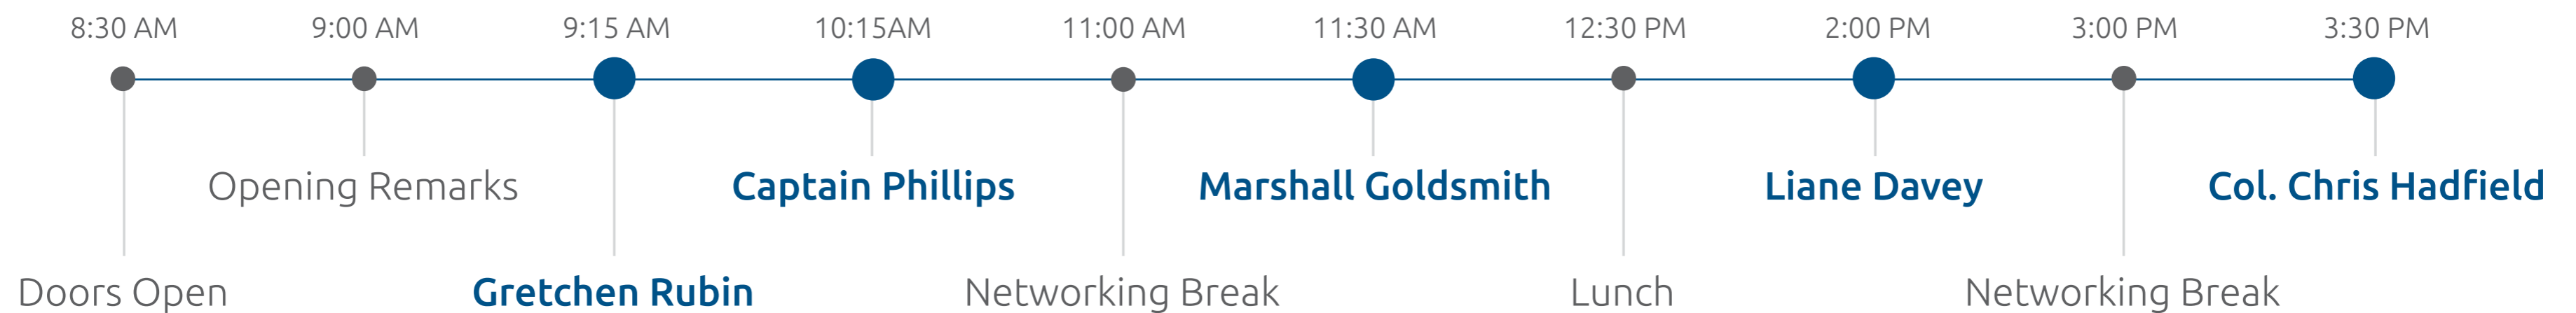 8:30 AM 9:00 AM 9:15 AM 10:15AM 11:00 AM 11:30 AM 12:30 PM 2:00 PM 3:00 PM 3:30 PM
Opening Remarks Captain Phillips Marshall Goldsmith Liane Davey Col. Chris Hadfield
Doors Open Gretchen Rubin Networking Break Lunch Networking Break